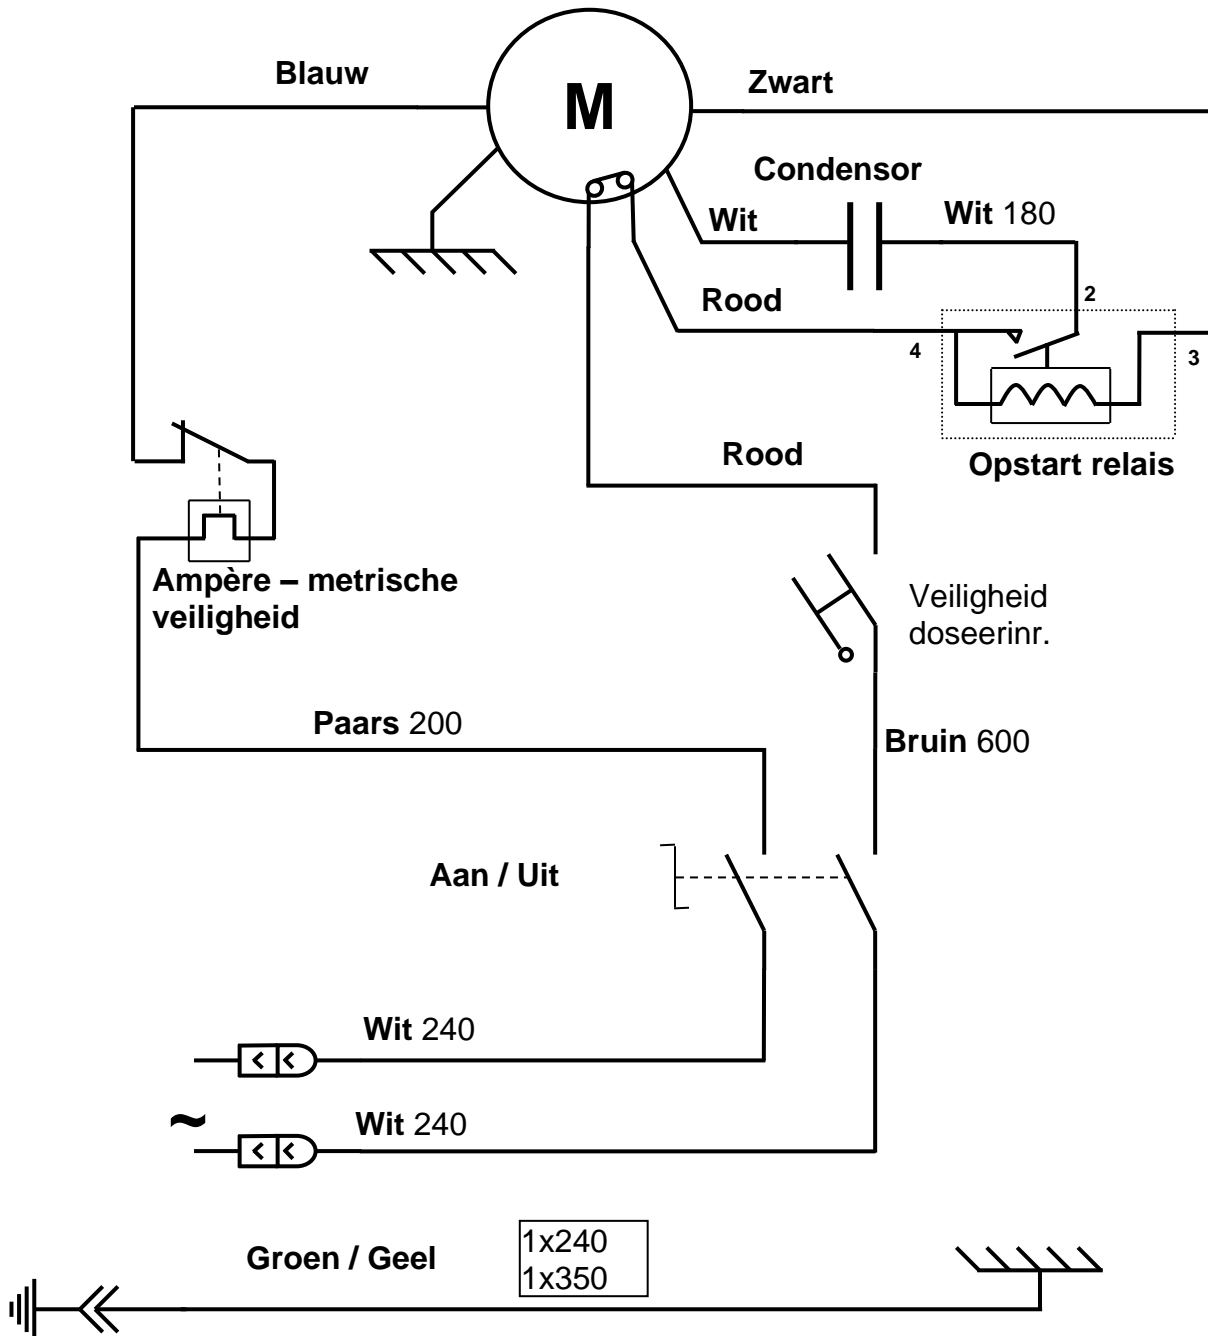 Blauw
M
Zwart
Condensor
Wit
Wit 180
Rood
2
4
3
Opstart relais
Rood
Ampère – metrische
veiligheid
Veiligheid
doseerinr.
Paars 200
Bruin 600
Aan / Uit
Wit 240
~
Wit 240
Groen / Geel
1x240
1x350